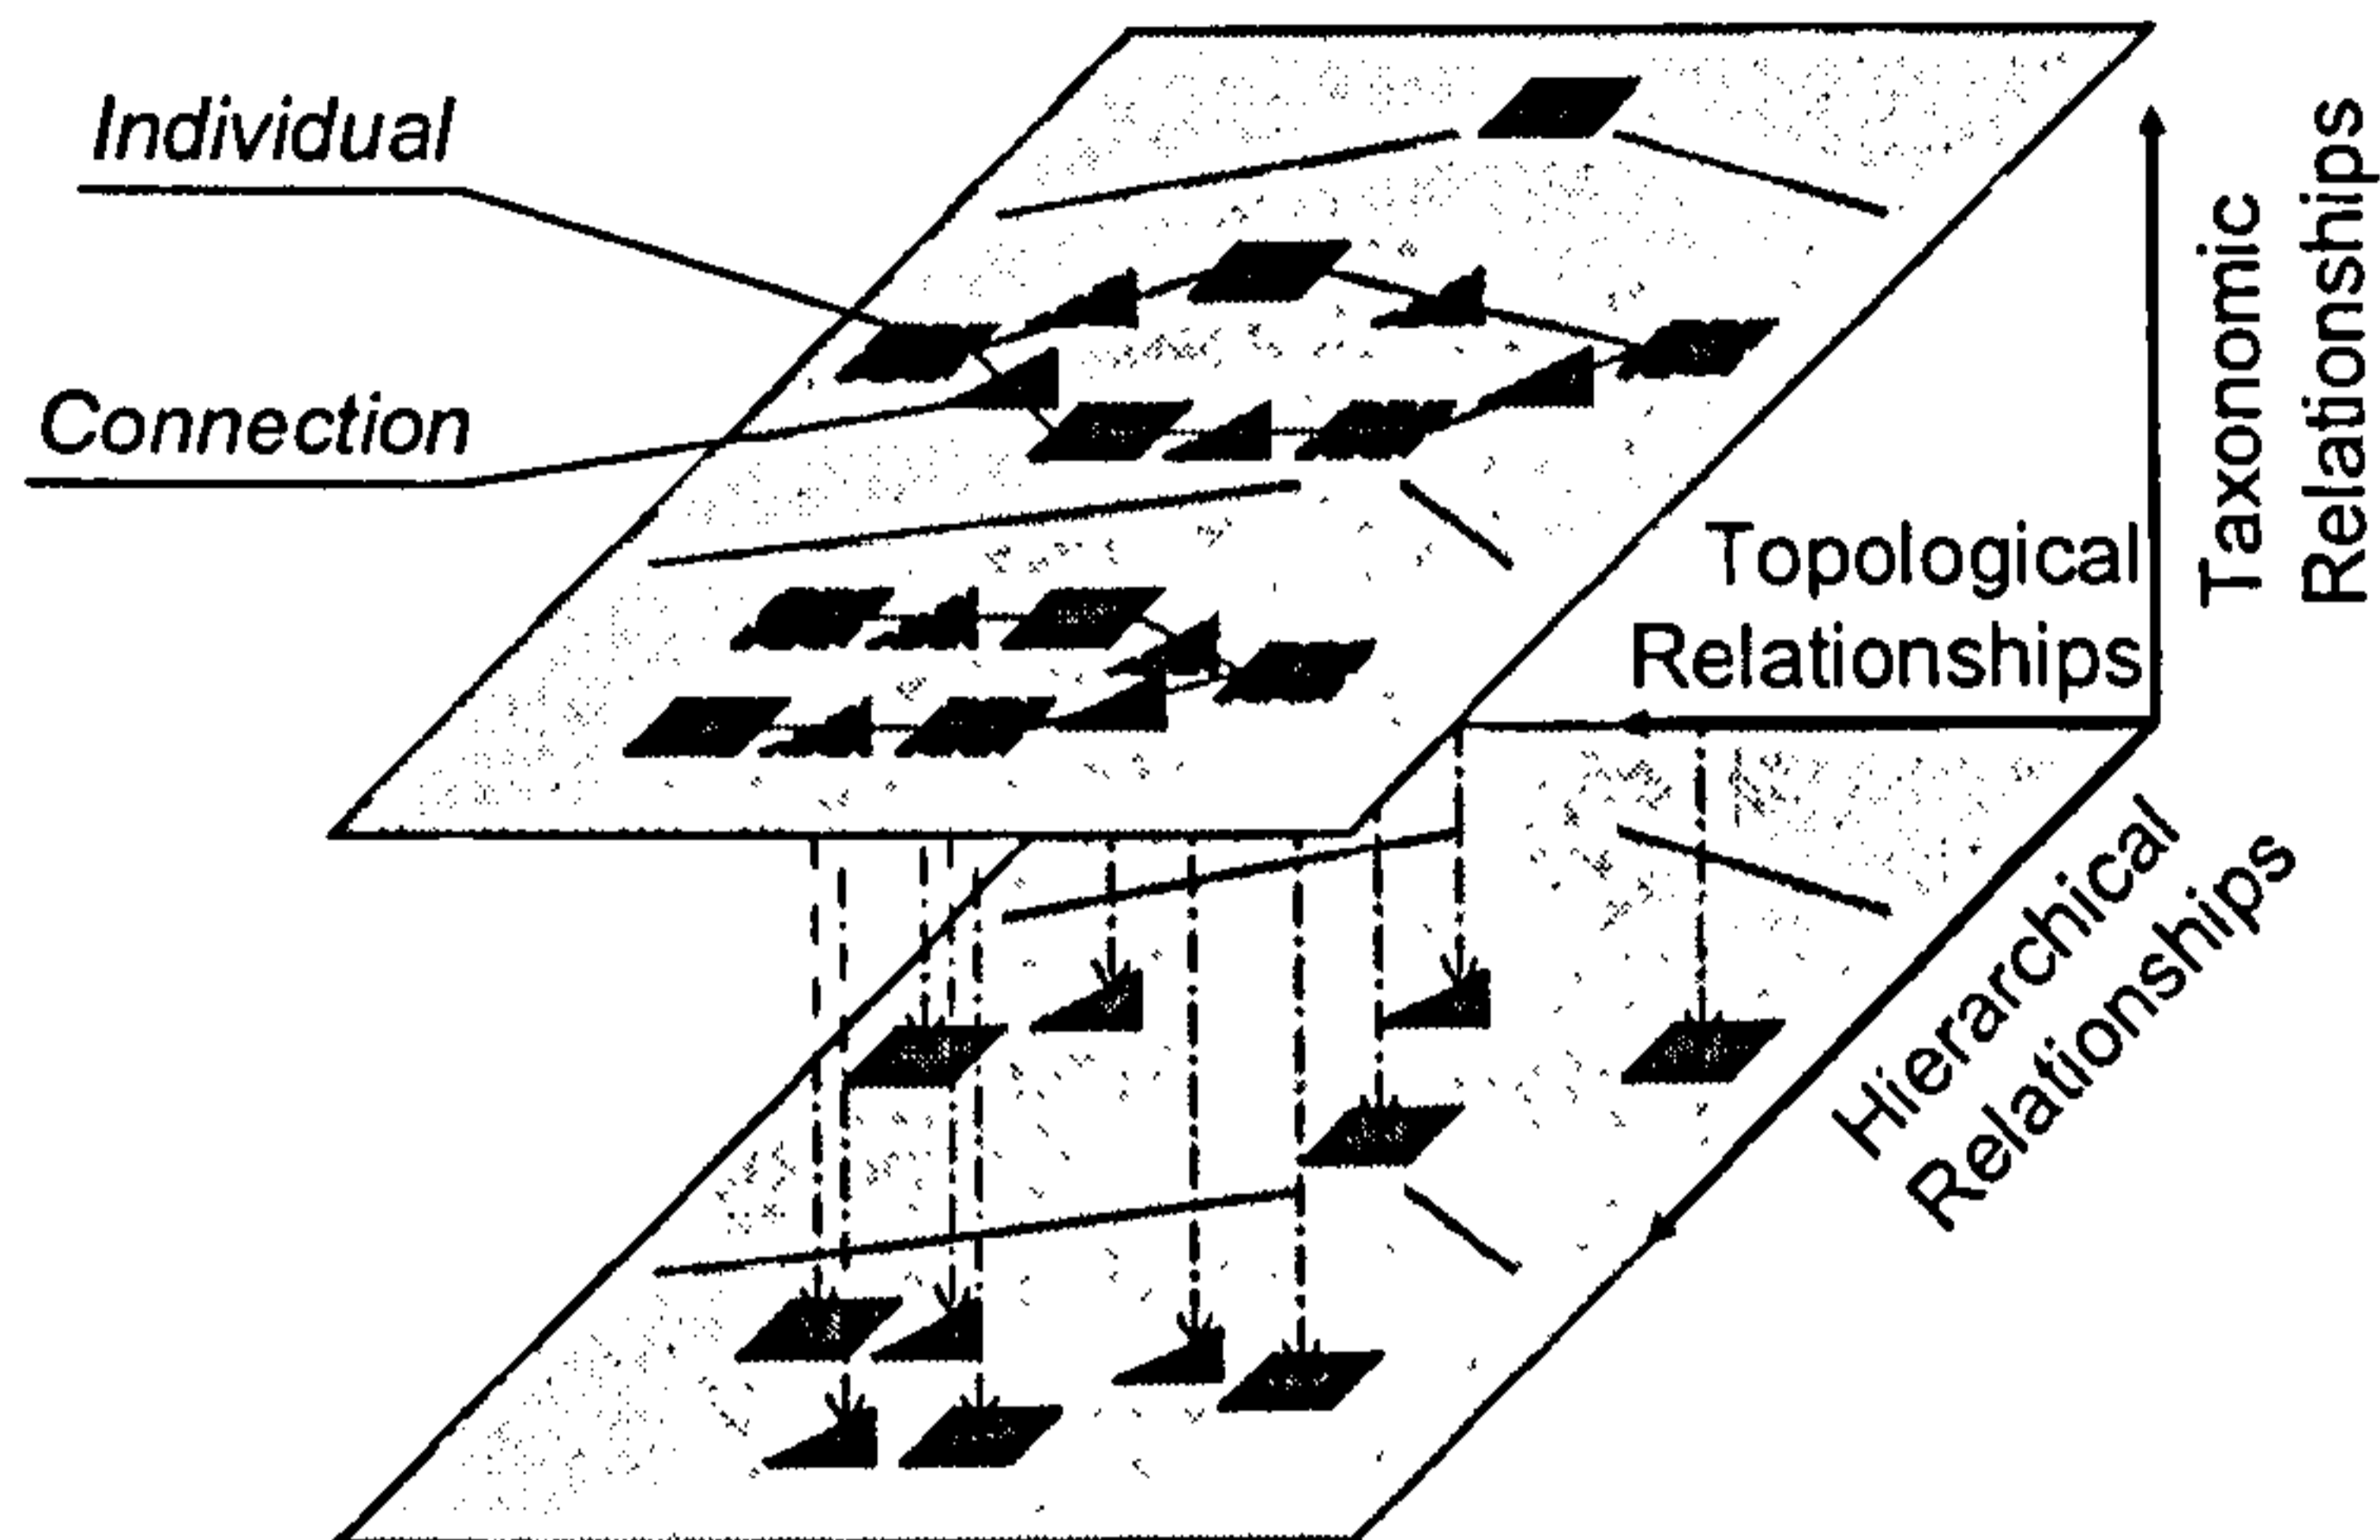 Individual
Connection
Taxonomic
Relationships
Topological
Relationships
Hierarchical
Relationships